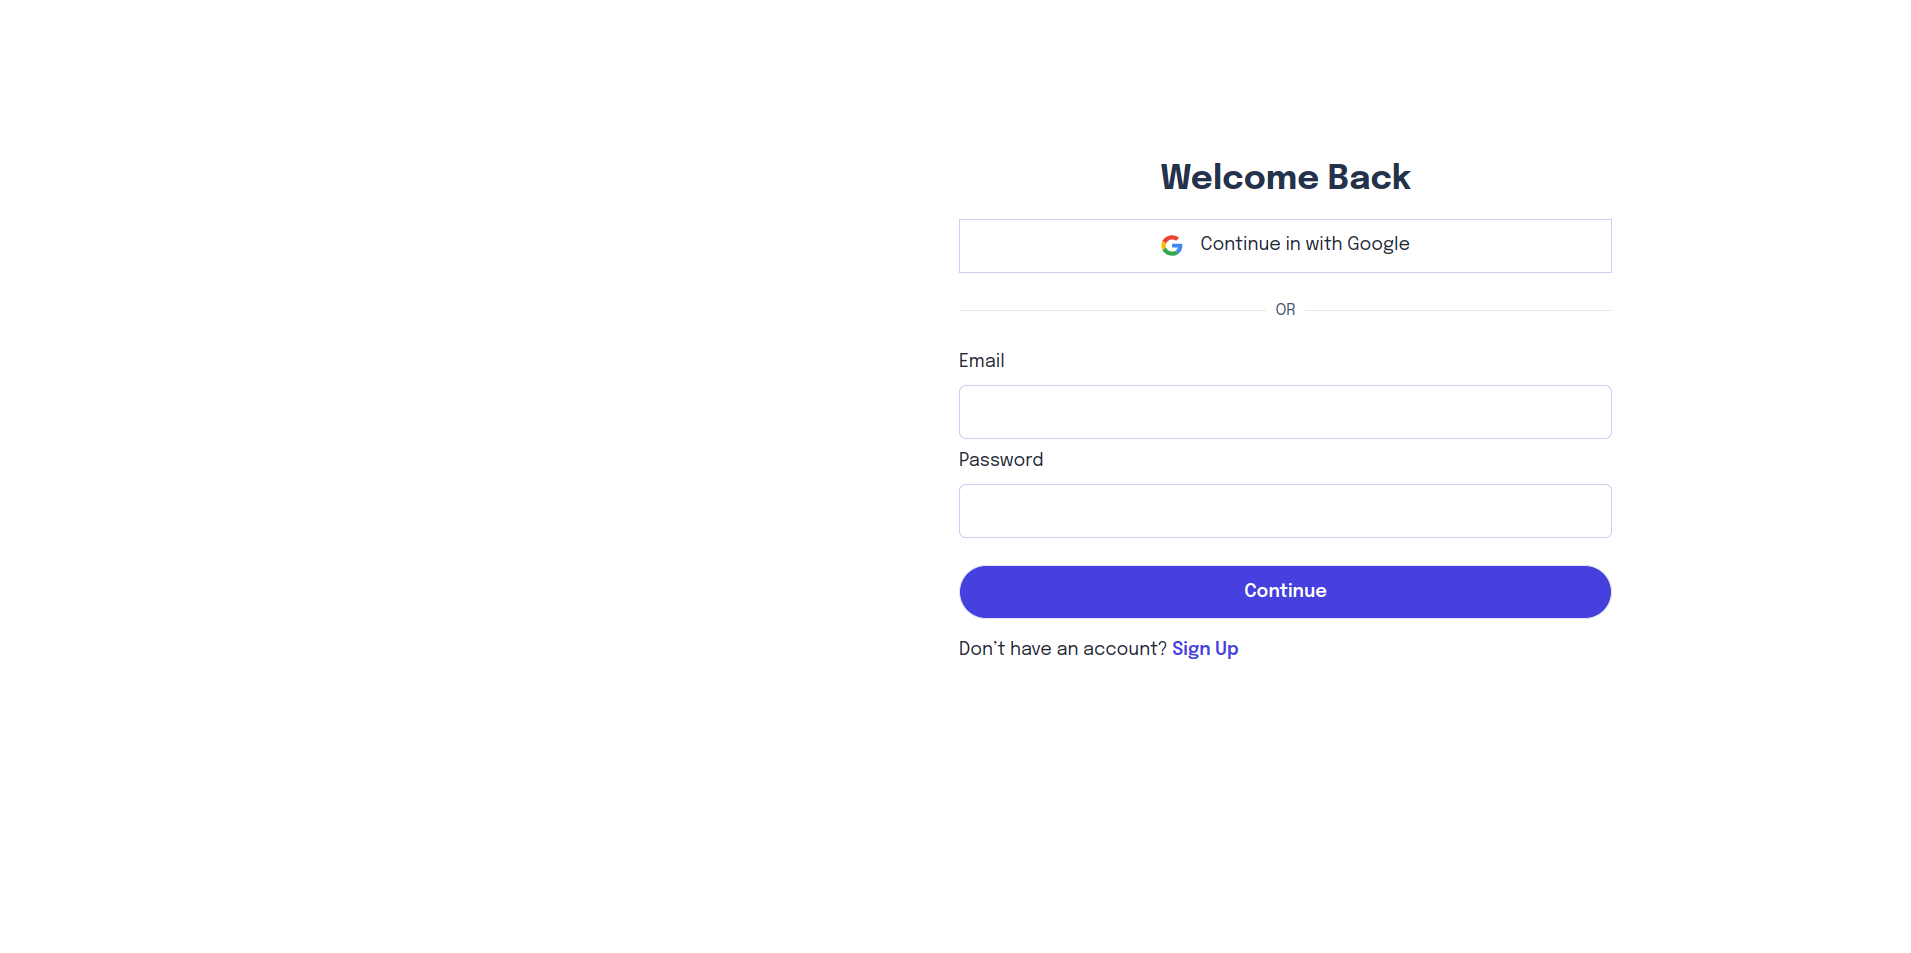 Welcome Back
Continue in with Google
OR
Email
Password
Continue
Don’t have an account? Sign Up